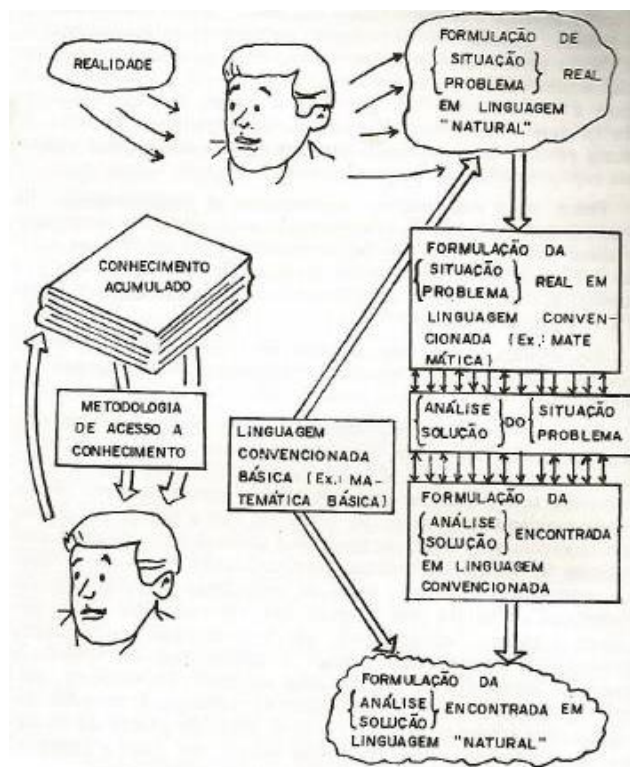 REALIDADE
FORMULAÇÃO DE
SITUAÇÃO
PROBLEMA
REAL
EM LINGUAGEM
"NATURAL"
CONHECIMENTO
ACUMULADO
METODOLOGIA
DE ACESSO A
CONHECIMENTO
LINGUAGEM
CONVENCIONADA
BÁSICA (Ex.: MA-
TEMÁTICA BÁSICA)
FORMULAÇÃO DA
SITUAÇÃO
PROBLEMA
REAL EM
LINGUAGEM CONVEN-
CIONADA (Ex.: MATE
MÁTICA)
ANÁLISE
SOLUÇÃO
DO
SITUAÇÃO
PROBLEMA
FORMULAÇÃO DA
ANÁLISE
SOLUÇÃO
ENCONTRADA
EM LINGUAGEM
CONVENCIONADA
FORMULAÇÃO DA
ANÁLISE
SOLUÇÃO
ENCONTRADA EM
LINGUAGEM "NATURAL"